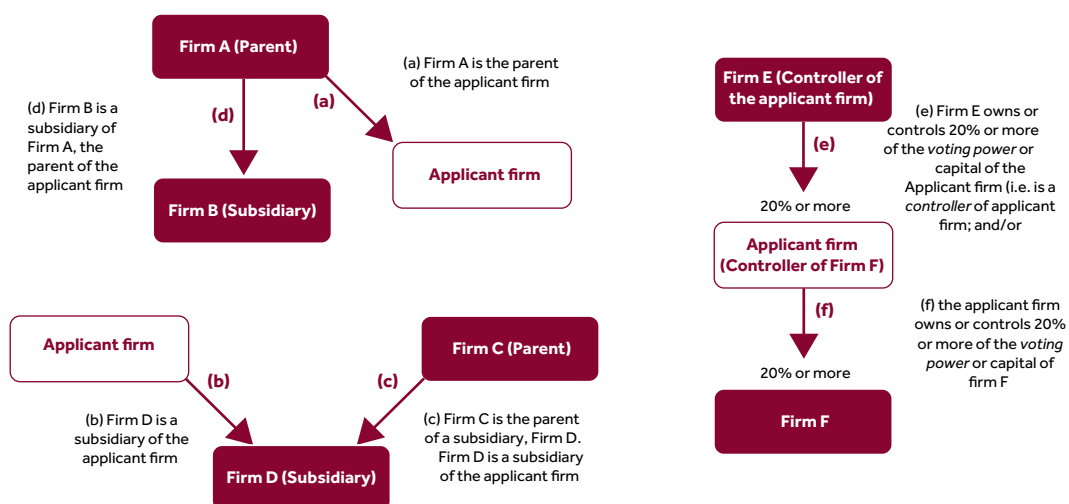 Firm A (Parent)
(a) Firm A is the parent
of the applicant firm
(a)
(d)
(d) Firm B is a
subsidiary of
Firm A, the
parent of the
applicant firm
Applicant firm
Firm B (Subsidiary)
Applicant firm
Firm C (Parent)
(b)
(c)
(b) Firm D is a
subsidiary of the
applicant firm
(c) Firm C is the parent
of a subsidiary, Firm D.
Firm D is a subsidiary
of the applicant firm
Firm D (Subsidiary)
Firm E (Controller of
the applicant firm)
(e)
(e) Firm E owns or
controls 20% or more
of the voting power or
capital of the
Applicant firm (i.e. is a
controller of applicant
firm; and/or
20% or more
Applicant firm
(Controller of Firm F)
(f)
(f) the applicant firm
owns or controls 20%
or more of the voting
power or capital of
firm F
20% or more
Firm F